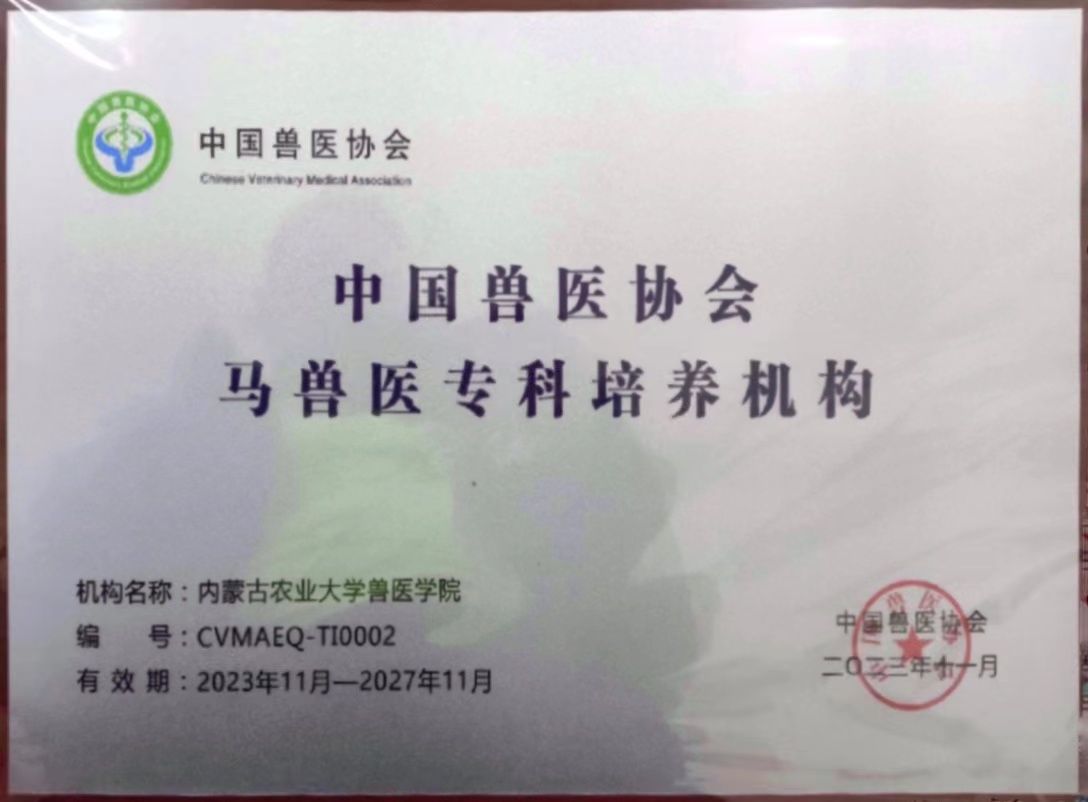 中国兽医协会
Chinese Veterinary Medical Association
中国兽医协会
马兽医专科培养机构
机构名称：内蒙古农业大学兽医学院
编 号：CVMAEQ-TI0002
有效期：2023年11月—2027年11月
中国兽医协会
二〇二三年十一月